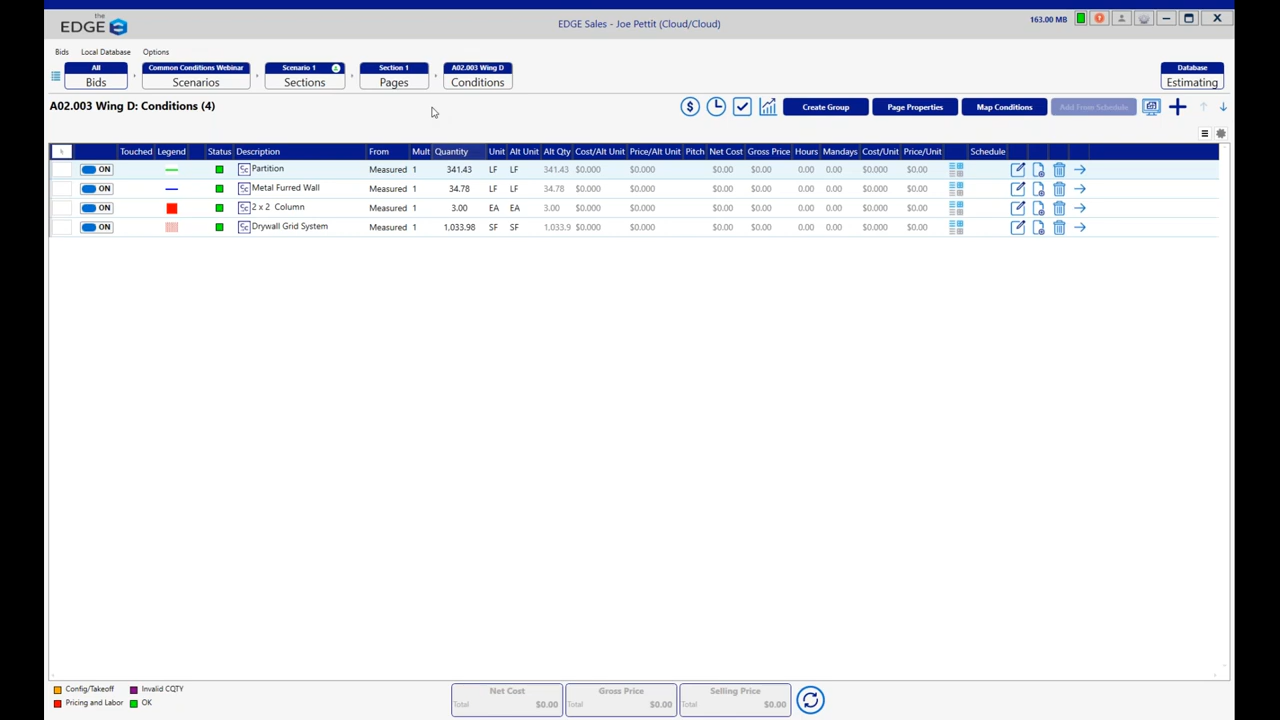 the
EDGE
EDGE Sales - Joe Pettit (Cloud/Cloud)
163.00 MB
Bids Local Database Options
All Common Conditions Webinar Scenario 1 Section 1 A02.003 Wing D Database
Bids Scenarios Sections Pages Conditions Estimating
A02.003 Wing D: Conditions (4)
Create Group Page Properties Map Conditions Add From Schedule
Touched Legend Status Description From Mult Quantity Unit Alt Unit Alt Qty Cost/Alt Unit Price/Alt Unit Pitch Net Cost Gross Price Hours Mandays Cost/Unit Price/Unit Schedule
ON Sc Partition Measured 1 341.43 LF LF 341.43 $0.000 $0.000 $0.00 $0.00 0.00 0.00 $0.000 $0.00
ON Sc Metal Furred Wall Measured 1 34.78 LF LF 34.78 $0.000 $0.000 $0.00 $0.00 0.00 0.00 $0.000 $0.00
ON Sc 2 x 2 Column Measured 1 3.00 EA EA 3.00 $0.000 $0.000 $0.00 $0.00 0.00 0.00 $0.000 $0.00
ON Sc Drywall Grid System Measured 1 1,033.98 SF SF 1,033.9 $0.000 $0.000 $0.00 $0.00 0.00 0.00 $0.000 $0.00
Config/Takeoff Invalid CQTY
Pricing and Labor OK
Net Cost Gross Price Selling Price
Total $0.00 Total $0.00 Total $0.00